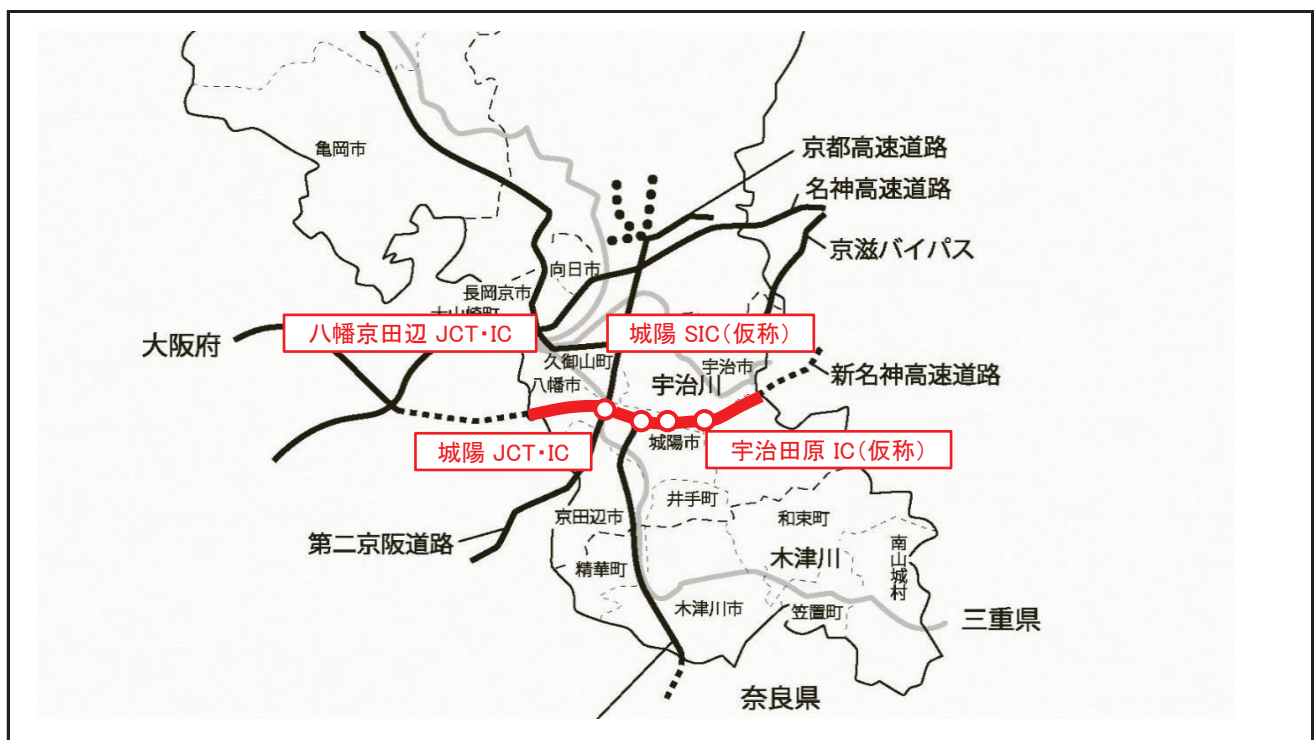 亀岡市
京都高速道路
名神高速道路
京滋バイパス
向日市
長岡京市
大阪府
八幡京田辺 JCT・IC
城陽 SIC(仮称)
久御山町
宇治市
八幡市
宇治川
新名神高速道路
城陽 JCT・IC
城陽市
宇治田原 IC(仮称)
井手町
京田辺市
和束町
第二京阪道路
精華町
木津川
南山城村
木津川市
笠置町
三重県
奈良県